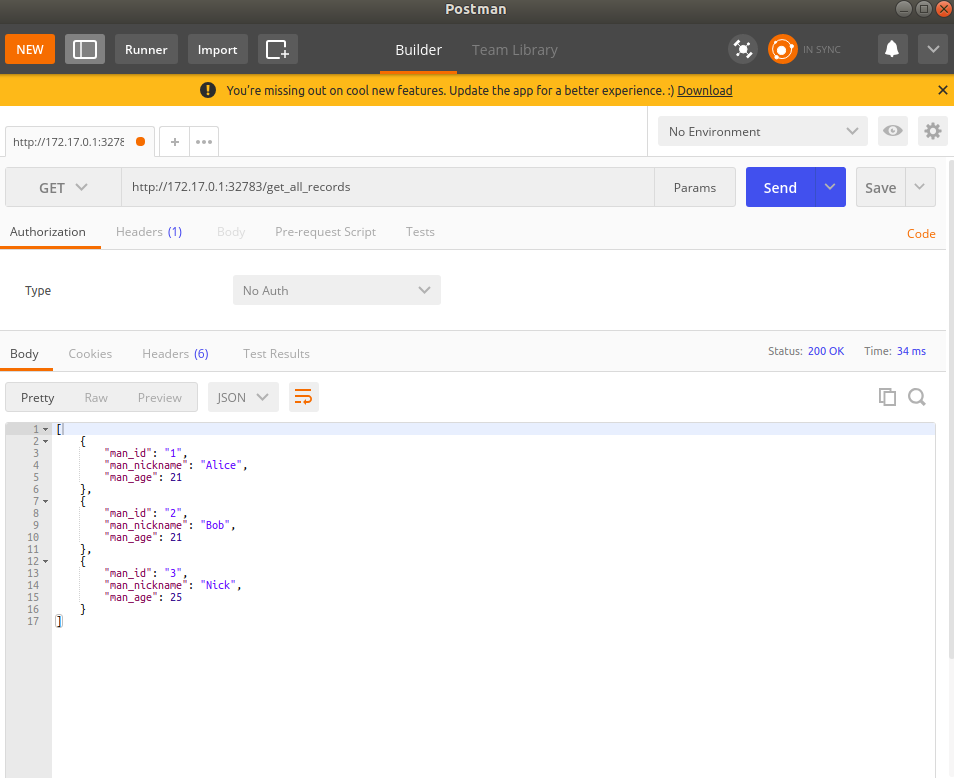 Postman
NEW Runner Import Builder Team Library IN SYNC
You're missing out on cool new features. Update the app for a better experience. :) Download
http://172.17.0.1:3278 + ••• No Environment
GET http://172.17.0.1:32783/get_all_records Params Send Save
Authorization Headers (1) Body Pre-request Script Tests Code
Type No Auth
Body Cookies Headers (6) Test Results Status: 200 OK Time: 34 ms
Pretty Raw Preview JSON
1 [
2 {
3 "man_id": "1",
4 "man_nickname": "Alice",
5 "man_age": 21
6 },
7 {
8 "man_id": "2",
9 "man_nickname": "Bob",
10 "man_age": 21
11 },
12 {
13 "man_id": "3",
14 "man_nickname": "Nick",
15 "man_age": 25
16 }
17 ]